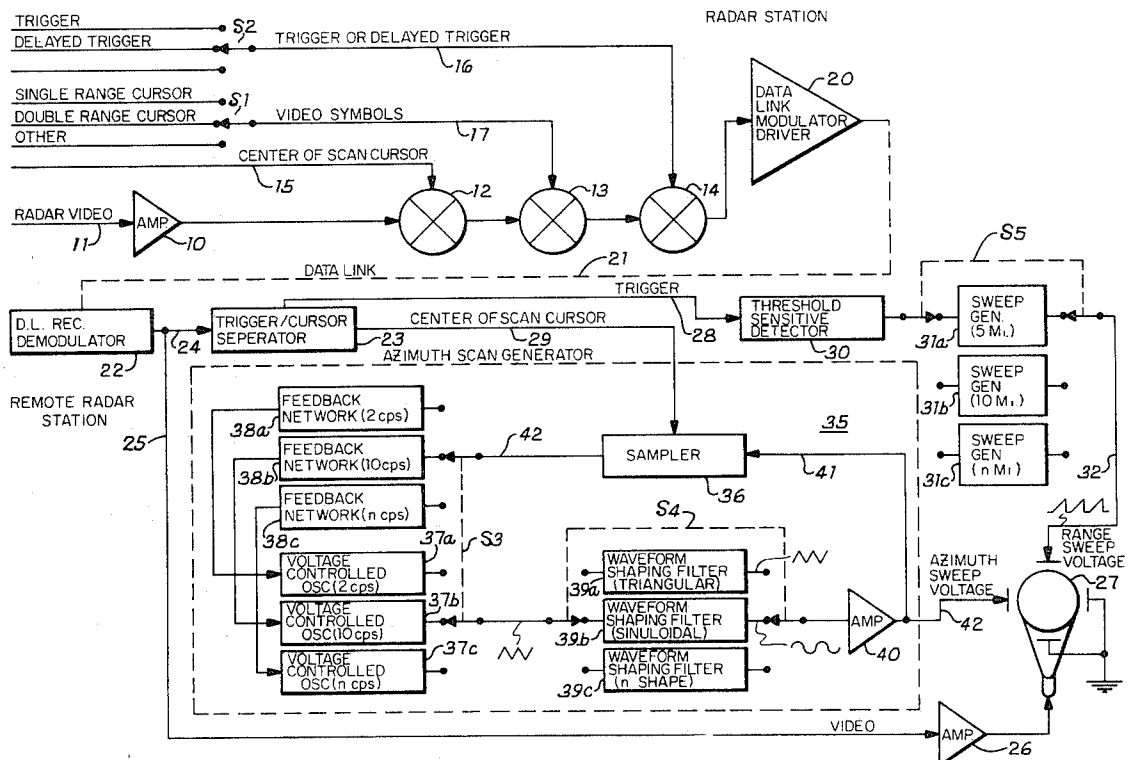 RADAR STATION
TRIGGER
S2
DELAYED TRIGGER
TRIGGER OR DELAYED TRIGGER
16
20
DATA
LINK
MODULATOR
DRIVER
SINGLE RANGE CURSOR
S1
DOUBLE RANGE CURSOR
VIDEO SYMBOLS
17
OTHER
CENTER OF SCAN CURSOR
15
12
13
14
RADAR VIDEO
11
AMP.
10
S5
DATA LINK
21
TRIGGER
D.L. REC.
DEMODULATOR
22
24
TRIGGER/CURSOR
SEPERATOR
23
CENTER OF SCAN CURSOR
29
28
THRESHOLD
SENSITIVE
DETECTOR
30
SWEEP
GEN.
(5 MI.)
31a
AZIMUTH SCAN GENERATOR
REMOTE RADAR
STATION
25
FEEDBACK
NETWORK (2 cps)
38a
SWEEP
GEN
(10 MI.)
31b
42
35
FEEDBACK
NETWORK (10 cps)
38b
SAMPLER
36
41
SWEEP
GEN
(n MI.)
31c
32
FEEDBACK
NETWORK (n cps)
38c
S3
S4
37a
VOLTAGE
CONTROLLED
OSC (2 cps)
WAVEFORM
SHAPING FILTER
(TRIANGULAR)
39a
AZIMUTH
SWEEP
VOLTAGE
42
RANGE
SWEEP
VOLTAGE
27
37b
VOLTAGE
CONTROLLED
OSC (10 cps)
WAVEFORM
SHAPING FILTER
(SINULOIDAL)
39b
AMP
40
37c
VOLTAGE
CONTROLLED
OSC (n cps)
WAVEFORM
SHAPING FILTER
(n SHAPE)
39c
VIDEO
AMP.
26